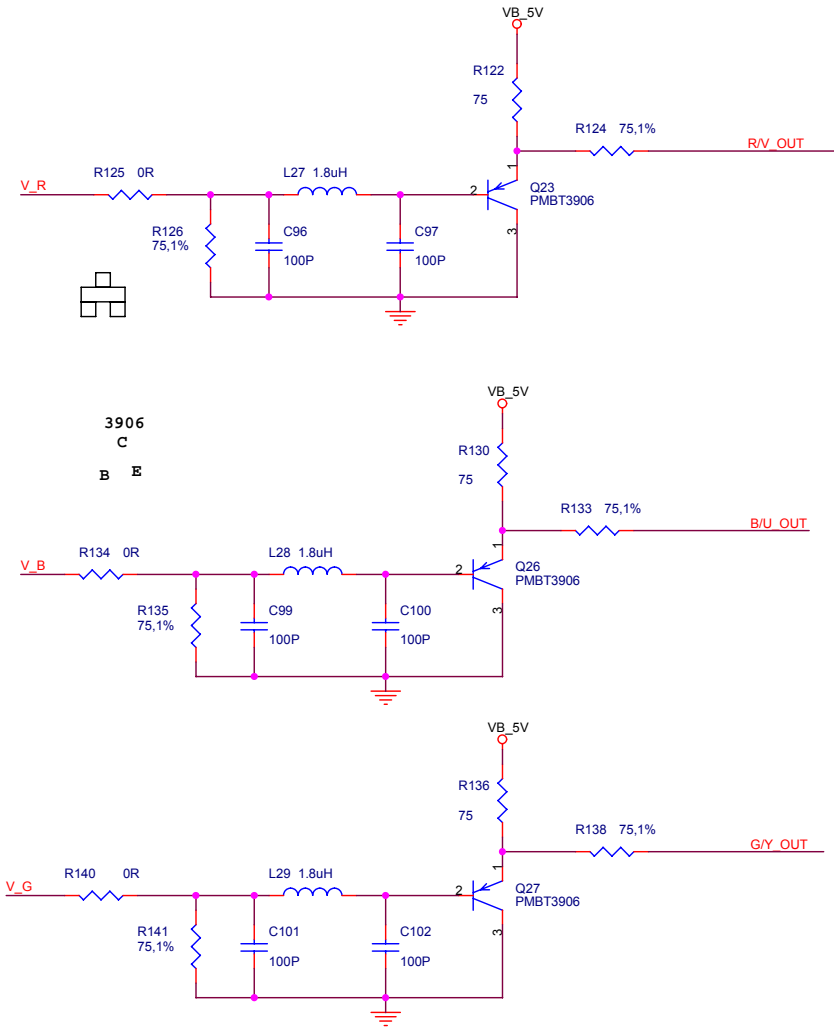 VB_5V
R122
75
R124 75,1%
R/V_OUT
R125 0R
L27 1.8uH
V_R
1
2
Q23
PMBT3906
R126
75,1%
C96
100P
C97
100P
3
VB_5V
3906
C
B E
R130
75
R133 75,1%
B/U_OUT
R134 0R
L28 1.8uH
V_B
1
2
Q26
PMBT3906
R135
75,1%
C99
100P
C100
100P
3
VB_5V
R136
75
R138 75,1%
G/Y_OUT
R140 0R
L29 1.8uH
V_G
1
2
Q27
PMBT3906
R141
75,1%
C101
100P
C102
100P
3